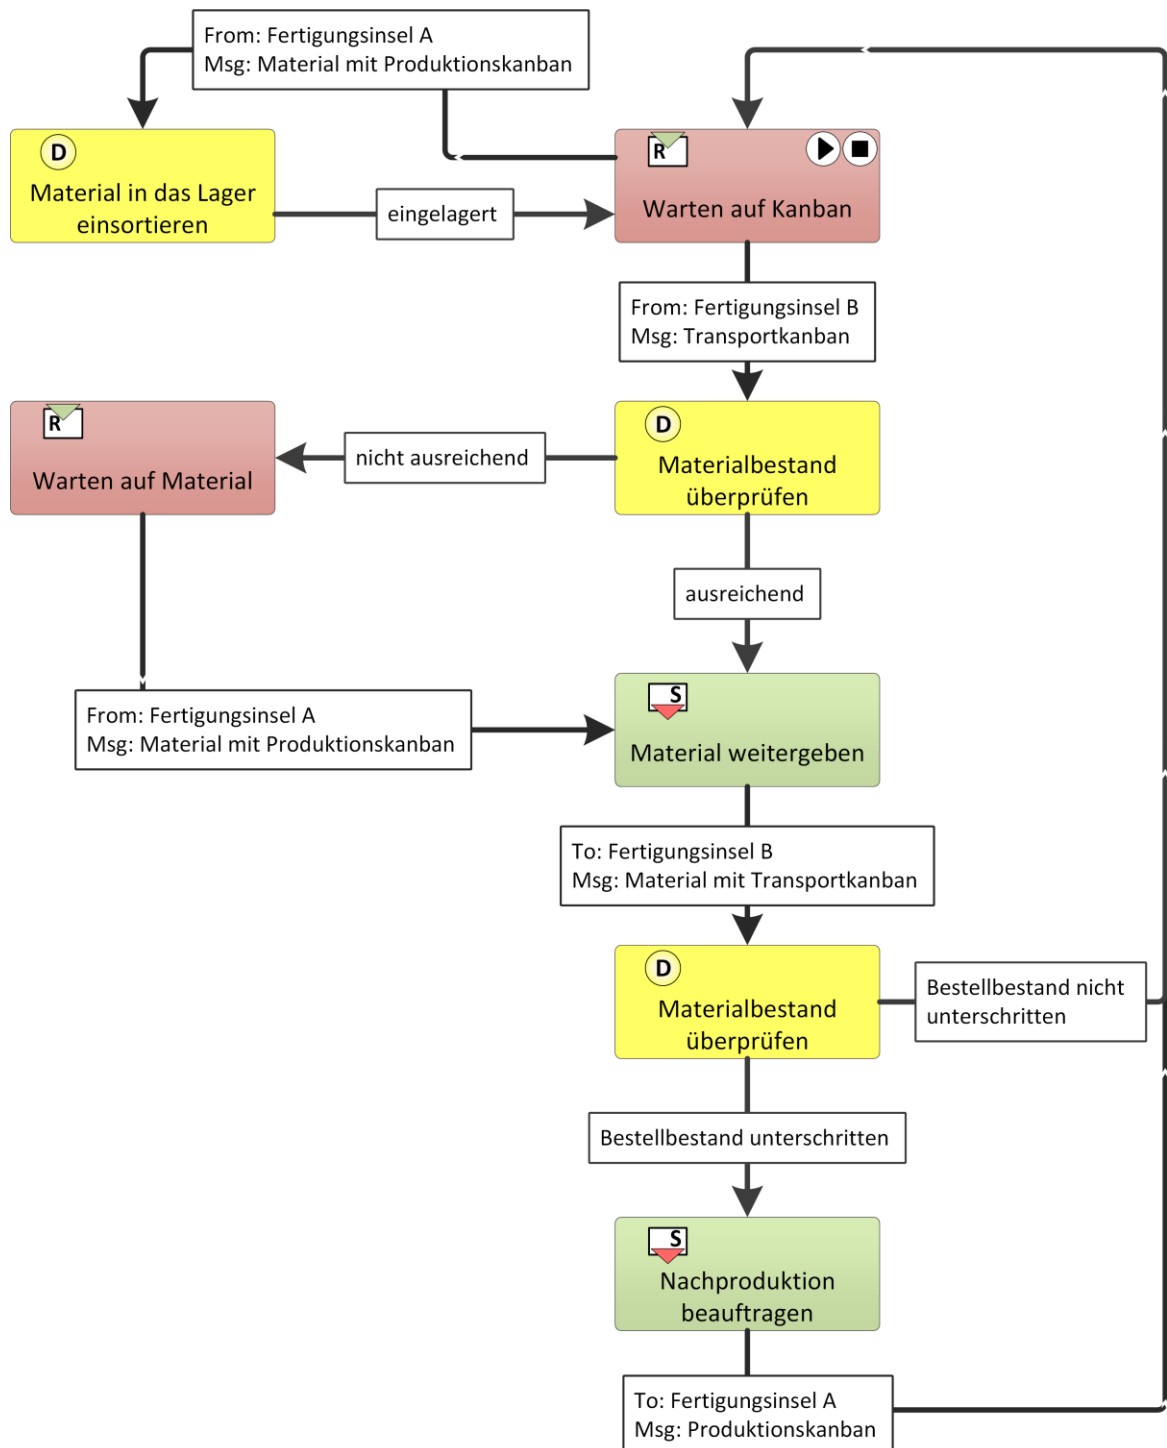 From: Fertigungsinsel A
Msg: Material mit Produktionskanban
D
Material in das Lager
einsortieren
eingelagert
R
Warten auf Kanban
From: Fertigungsinsel B
Msg: Transportkanban
R
Warten auf Material
nicht ausreichend
D
Materialbestand
überprüfen
ausreichend
From: Fertigungsinsel A
Msg: Material mit Produktionskanban
S
Material weitergeben
To: Fertigungsinsel B
Msg: Material mit Transportkanban
D
Materialbestand
überprüfen
Bestellbestand nicht
unterschritten
Bestellbestand unterschritten
S
Nachproduktion
beauftragen
To: Fertigungsinsel A
Msg: Produktionskanban